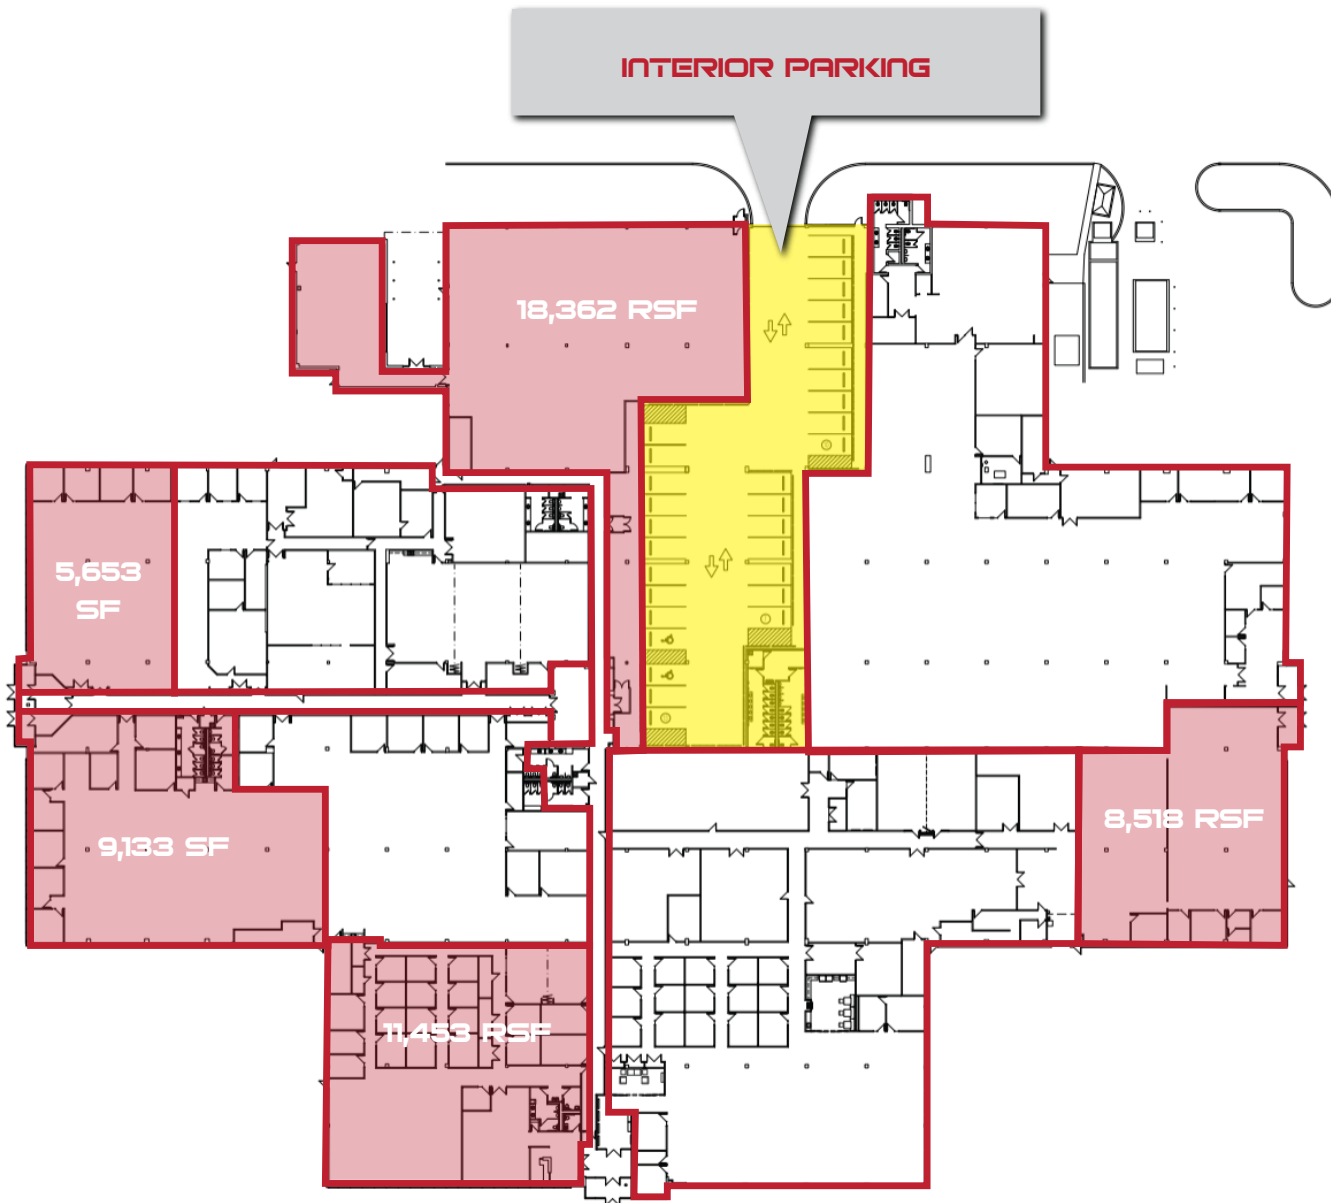 INTERIOR PARKING
18,362 RSF
5,653
SF
9,133 SF
8,518 RSF
11,453 RSF